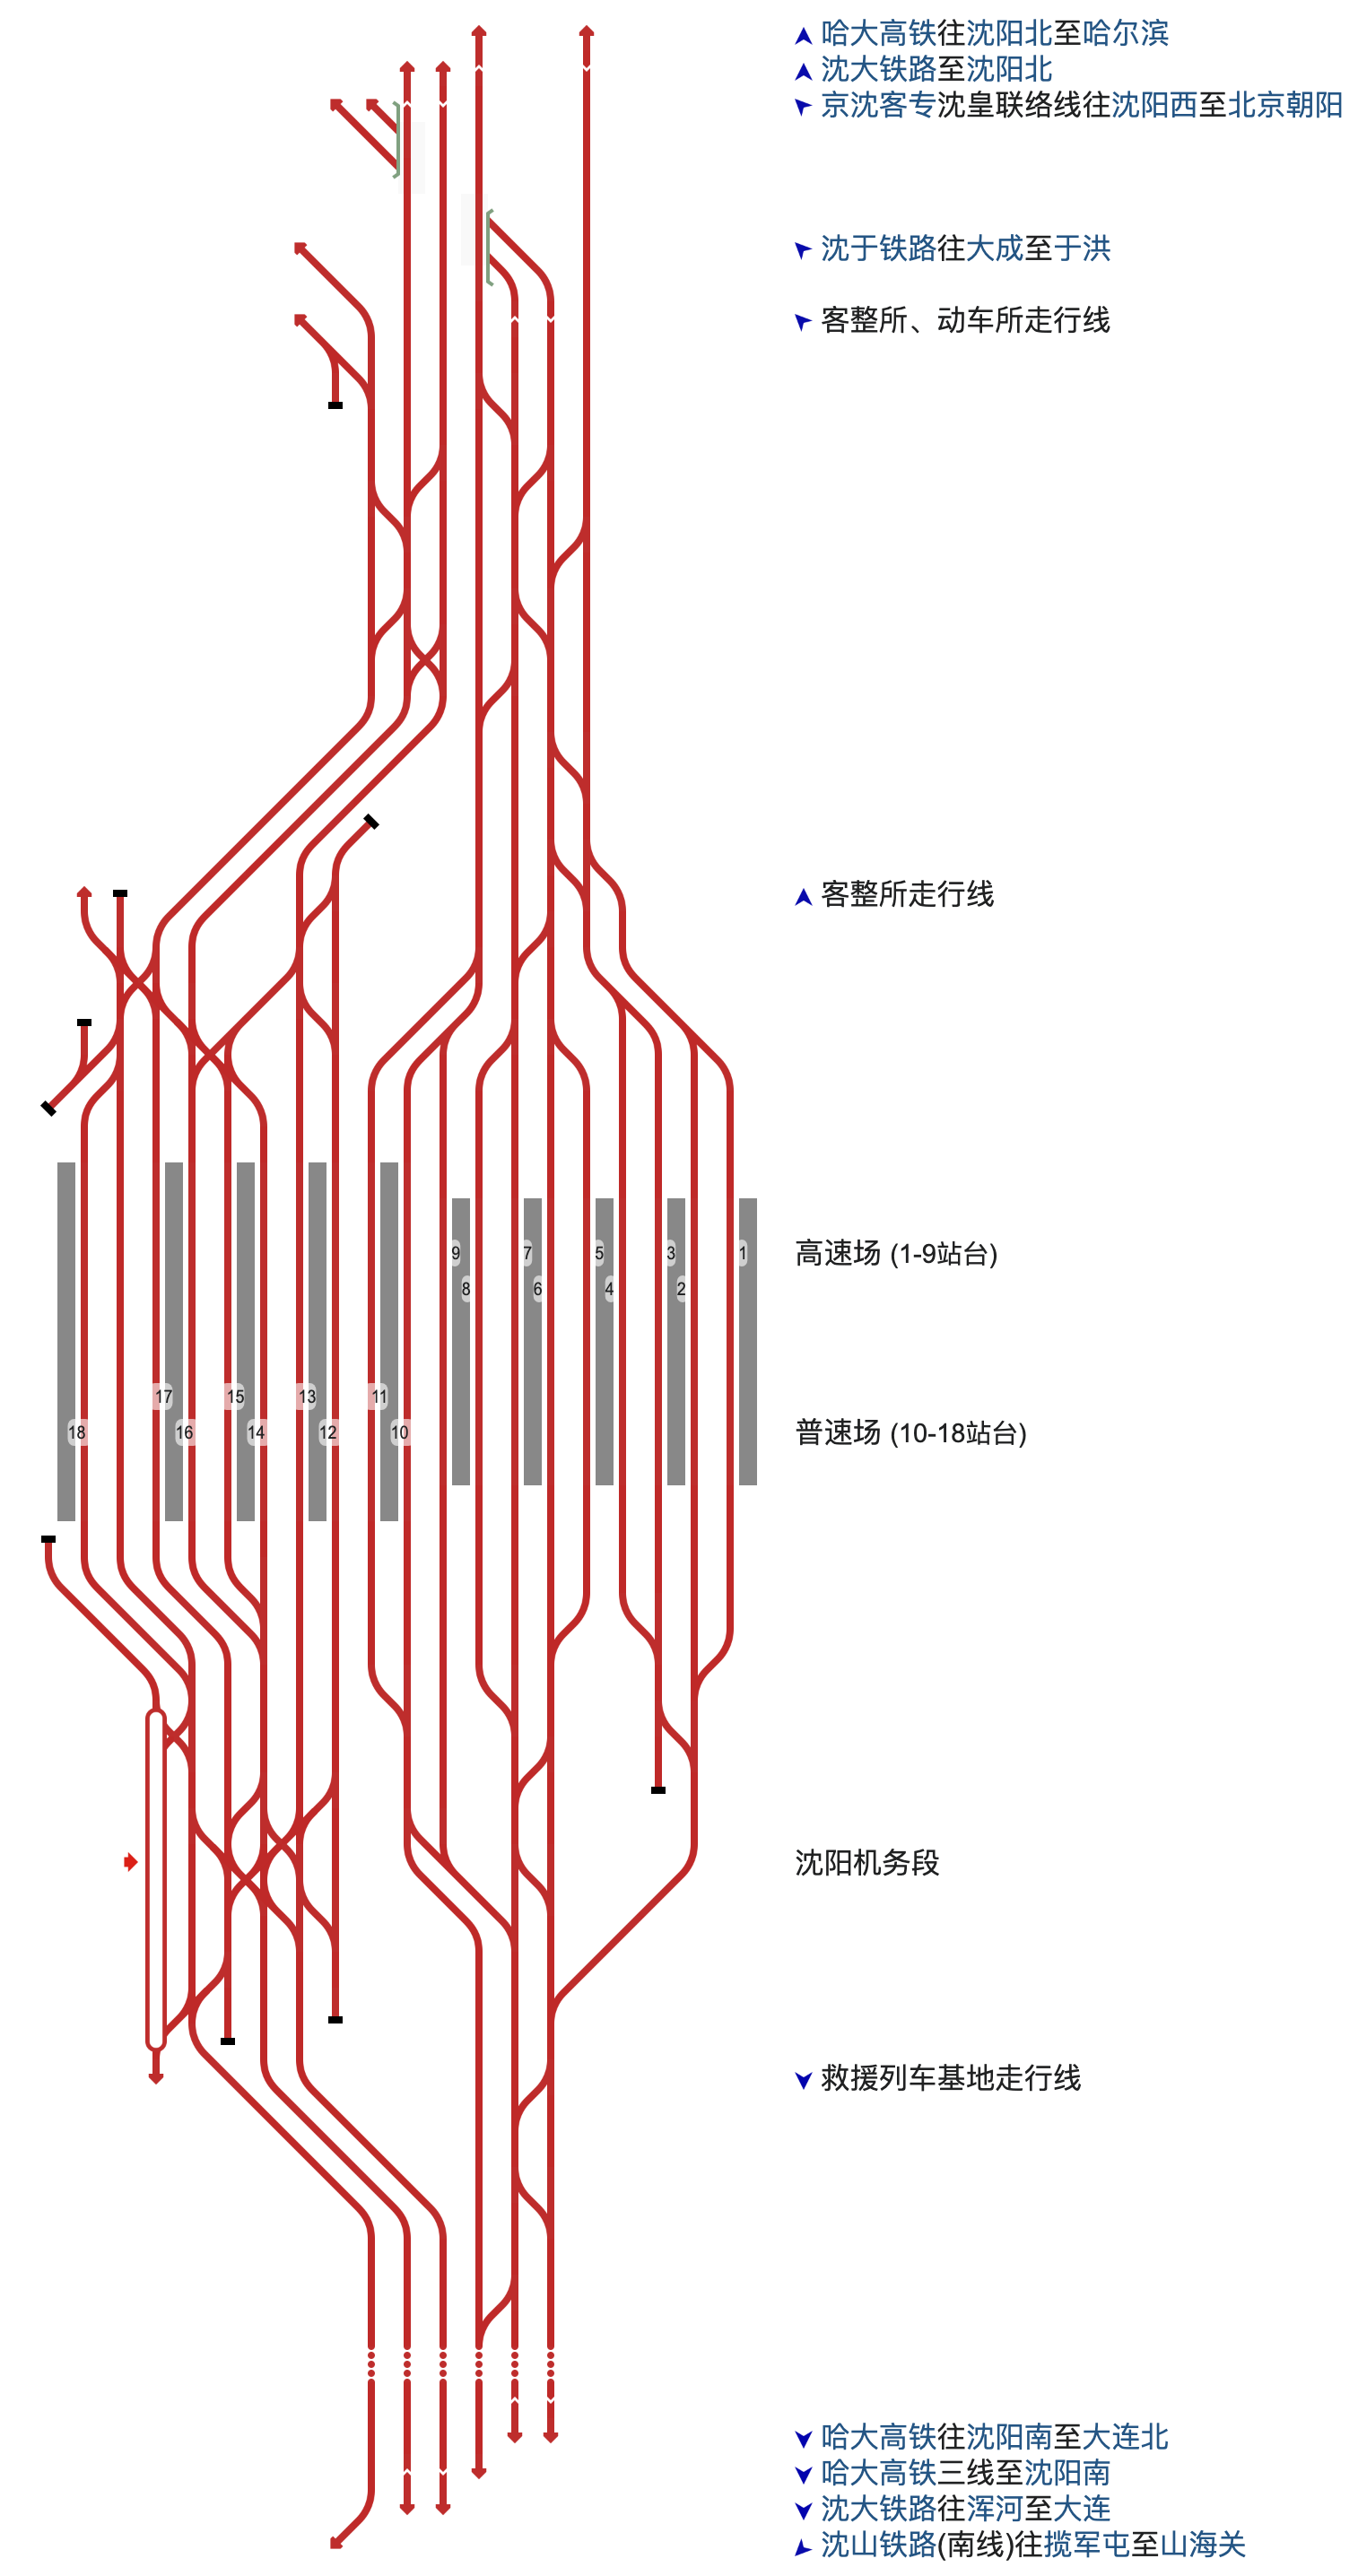 哈大高铁往沈阳北至哈尔滨
沈大铁路至沈阳北
京沈客专沈皇联络线往沈阳西至北京朝阳
沈于铁路往大成至于洪
客整所、动车所走行线
客整所走行线
9 7 5 3 1 高速场 (1-9站台)
8 6 4 2
17 15 13 11
18 16 14 12 10 普速场 (10-18站台)
沈阳机务段
救援列车基地走行线
哈大高铁往沈阳南至大连北
哈大高铁三线至沈阳南
沈大铁路往浑河至大连
沈山铁路(南线)往揽军屯至山海关